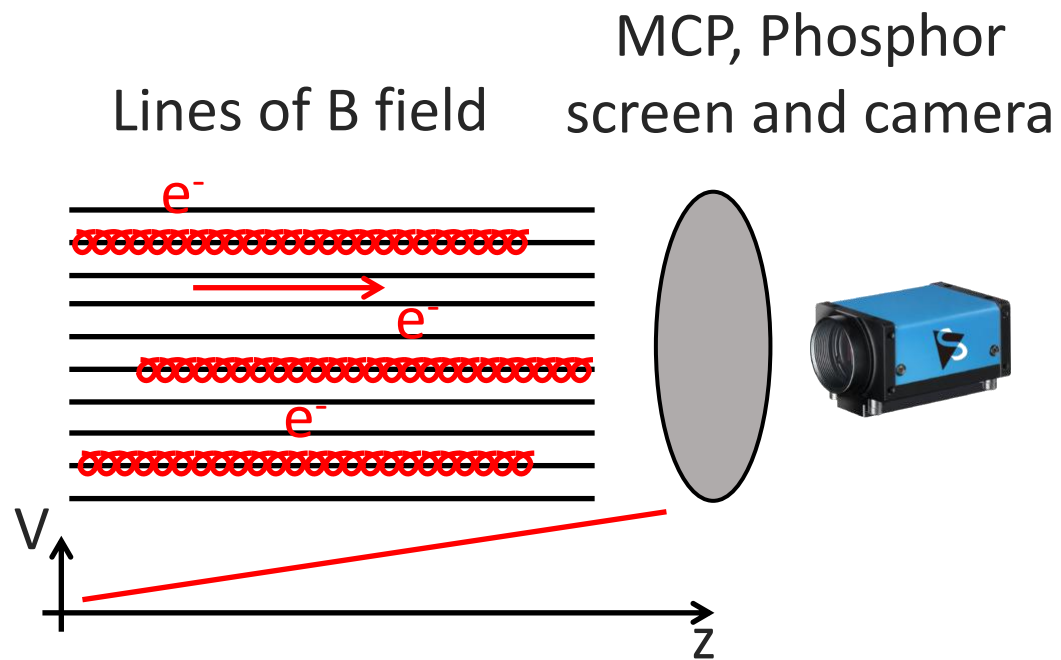 MCP, Phosphor
Lines of B field
screen and camera
e-
e-
e-
V
z
S